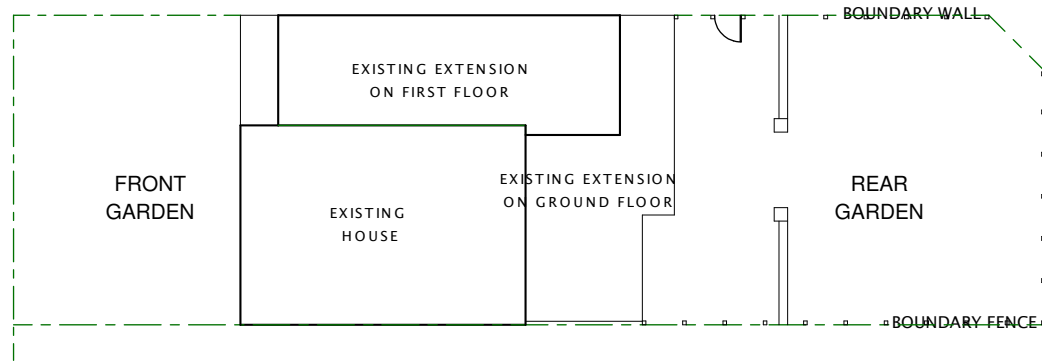 BOUNDARY WALL
EXISTING EXTENSION
ON FIRST FLOOR
FRONT
GARDEN
EXISTING
HOUSE
EXISTING EXTENSION
ON GROUND FLOOR
REAR
GARDEN
BOUNDARY FENCE